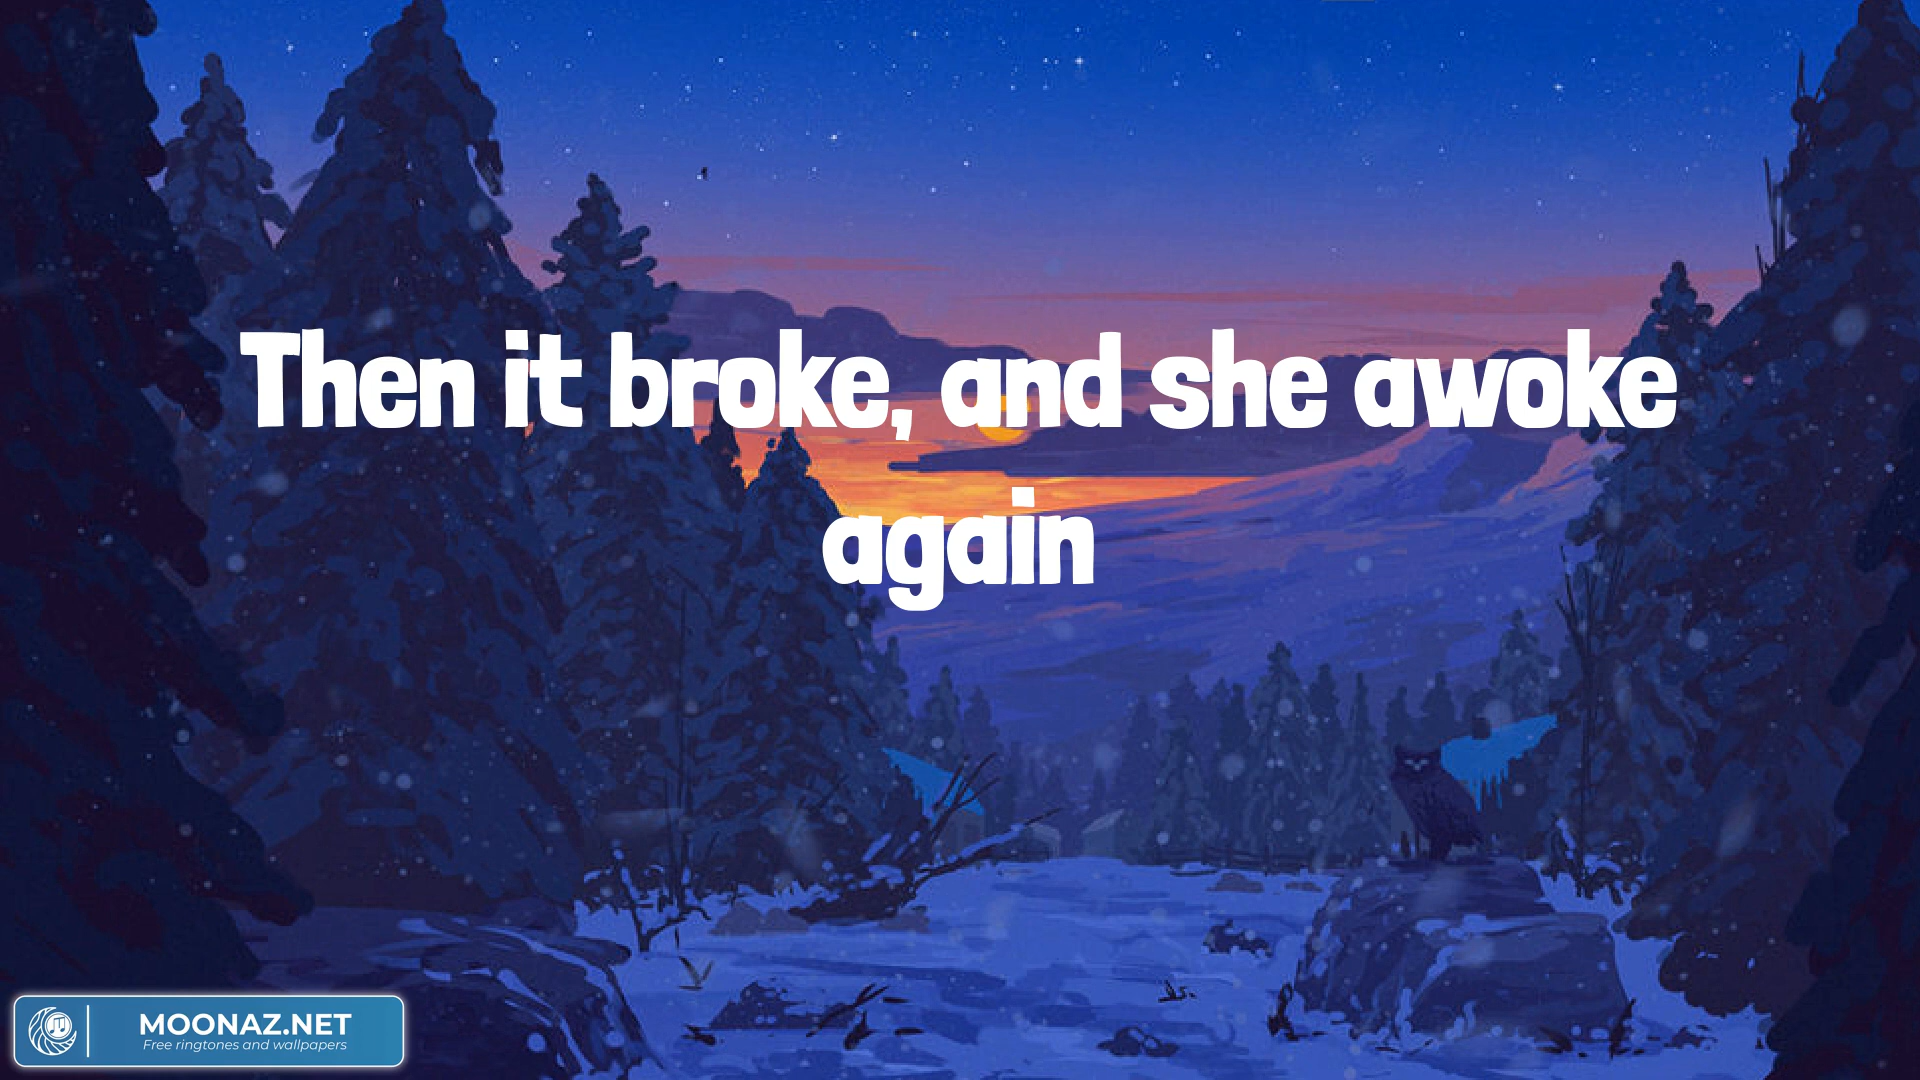 Then it broke, and she awoke
again
MOONAZ.NET
Free ringtones and wallpapers